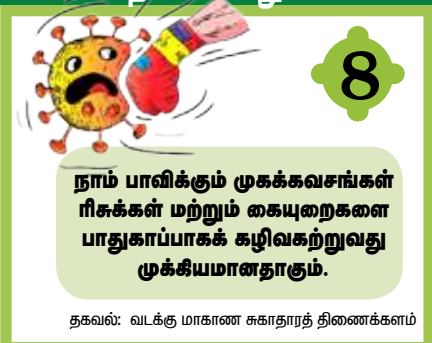 8
நாம் பாவிக்கும் முகக்கவசங்கள்
ரிசுக்கள் மற்றும் கையுறைகளை
பாதுகாப்பாகக் கழிவகற்றுவது
முக்கியமானதாகும்.
தகவல்: வடக்கு மாகாண சுகாதாரத் திணைக்களம்